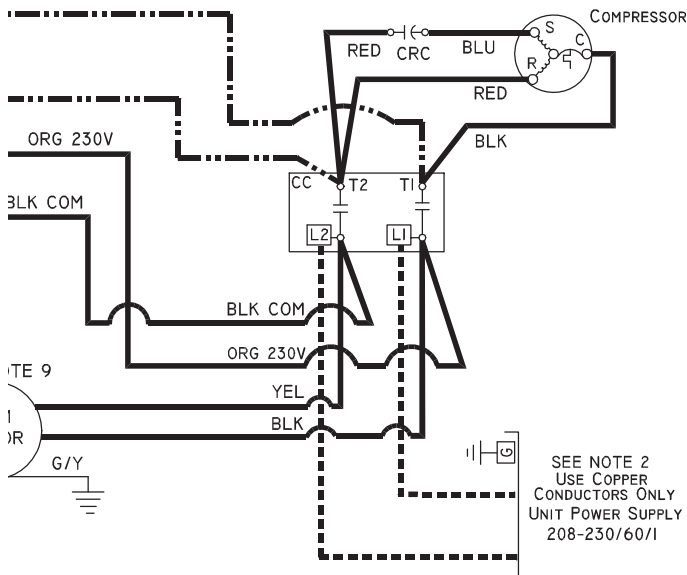 COMPRESSOR
S
C
R
RED CRC BLU
RED
BLK
ORG 230V
CC T2 T1
BLK COM
L2 L1
BLK COM
ORG 230V
OTE 9
YEL
BLK
OR
G/Y
G
SEE NOTE 2
USE COPPER
CONDUCTORS ONLY
UNIT POWER SUPPLY
208-230/60/1